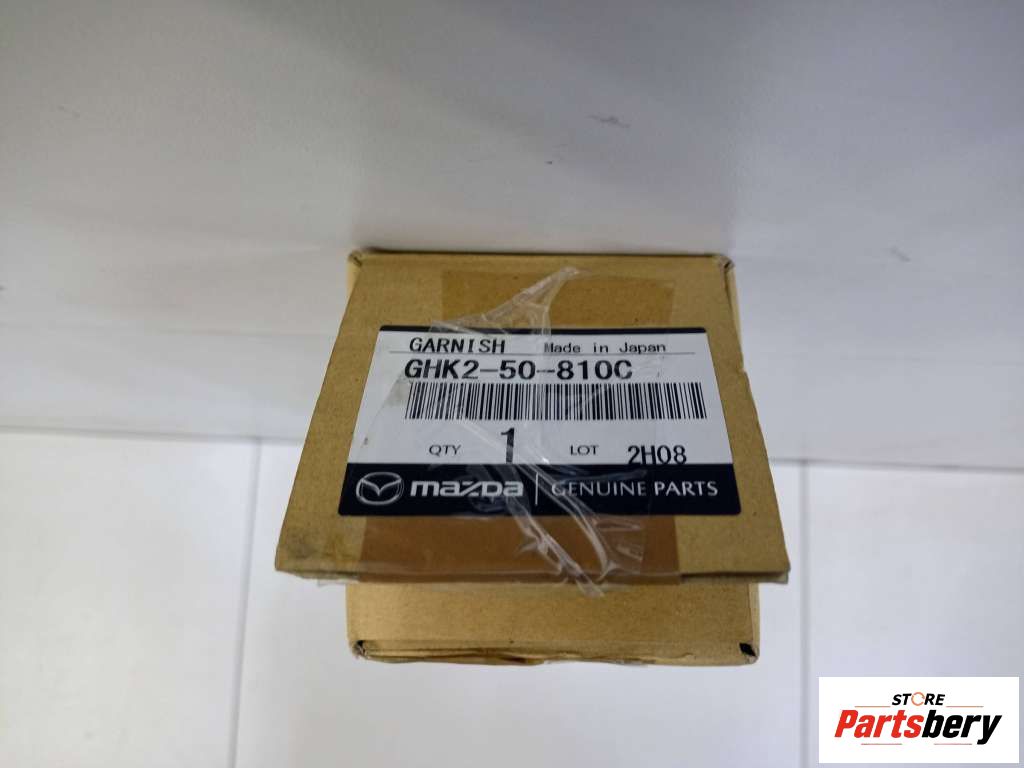 GARNISH Made in Japan
GHK2-50-810C
QTY 1 LOT 2H08
mazda GENUINE PARTS
STORE
Partsbery